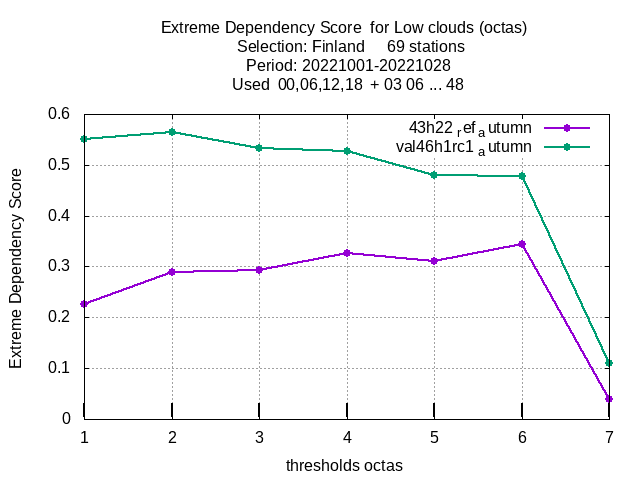 Extreme Dependency Score  for Low clouds (octas)
Selection: Finland     69 stations
Period: 20221001-20221028
Used  00,06,12,18  + 03 06 ... 48
43h22 ref autumn
val46h1rc1 autumn
Extreme Dependency Score
0.6
0.5
0.4
0.3
0.2
0.1
0
1 2 3 4 5 6 7
thresholds octas